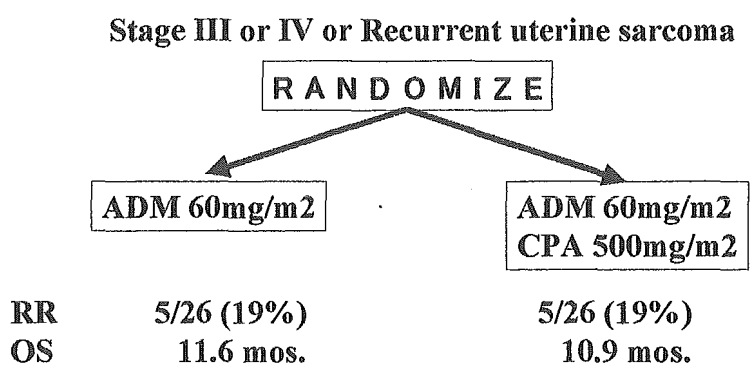 Stage III or IV or Recurrent uterine sarcoma
R A N D O M I Z E
ADM 60mg/m2
ADM 60mg/m2
CPA 500mg/m2
RR 5/26 (19%) 5/26 (19%)
OS 11.6 mos. 10.9 mos.